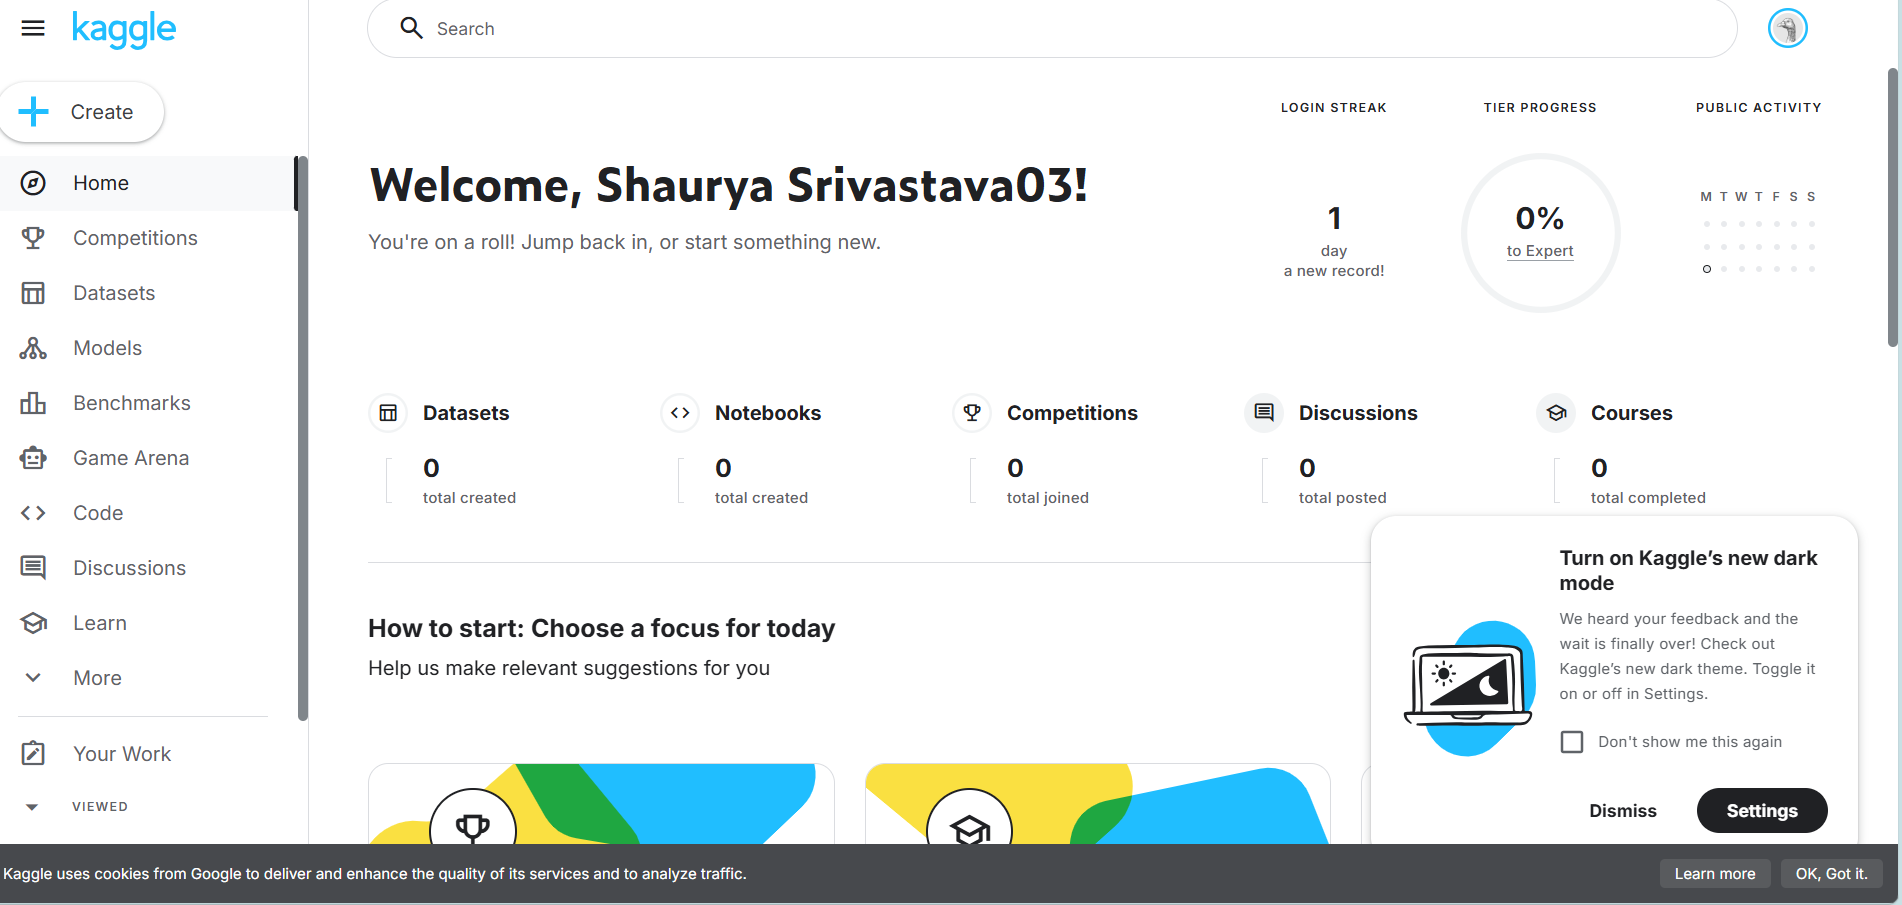 kaggle
Search
Create
Home
Competitions
Datasets
Models
Benchmarks
Game Arena
Code
Discussions
Learn
More
Your Work
VIEWED
LOGIN STREAK
TIER PROGRESS
PUBLIC ACTIVITY
Welcome, Shaurya Srivastava03!
You're on a roll! Jump back in, or start something new.
1
day
a new record!
0%
to Expert
M T W T F S S
Datasets
0
total created
Notebooks
0
total created
Competitions
0
total joined
Discussions
0
total posted
Courses
0
total completed
How to start: Choose a focus for today
Help us make relevant suggestions for you
Turn on Kaggle’s new dark
mode
We heard your feedback and the
wait is finally over! Check out
Kaggle’s new dark theme. Toggle it
on or off in Settings.
Don't show me this again
Dismiss
Settings
Kaggle uses cookies from Google to deliver and enhance the quality of its services and to analyze traffic.
Learn more
OK, Got it.